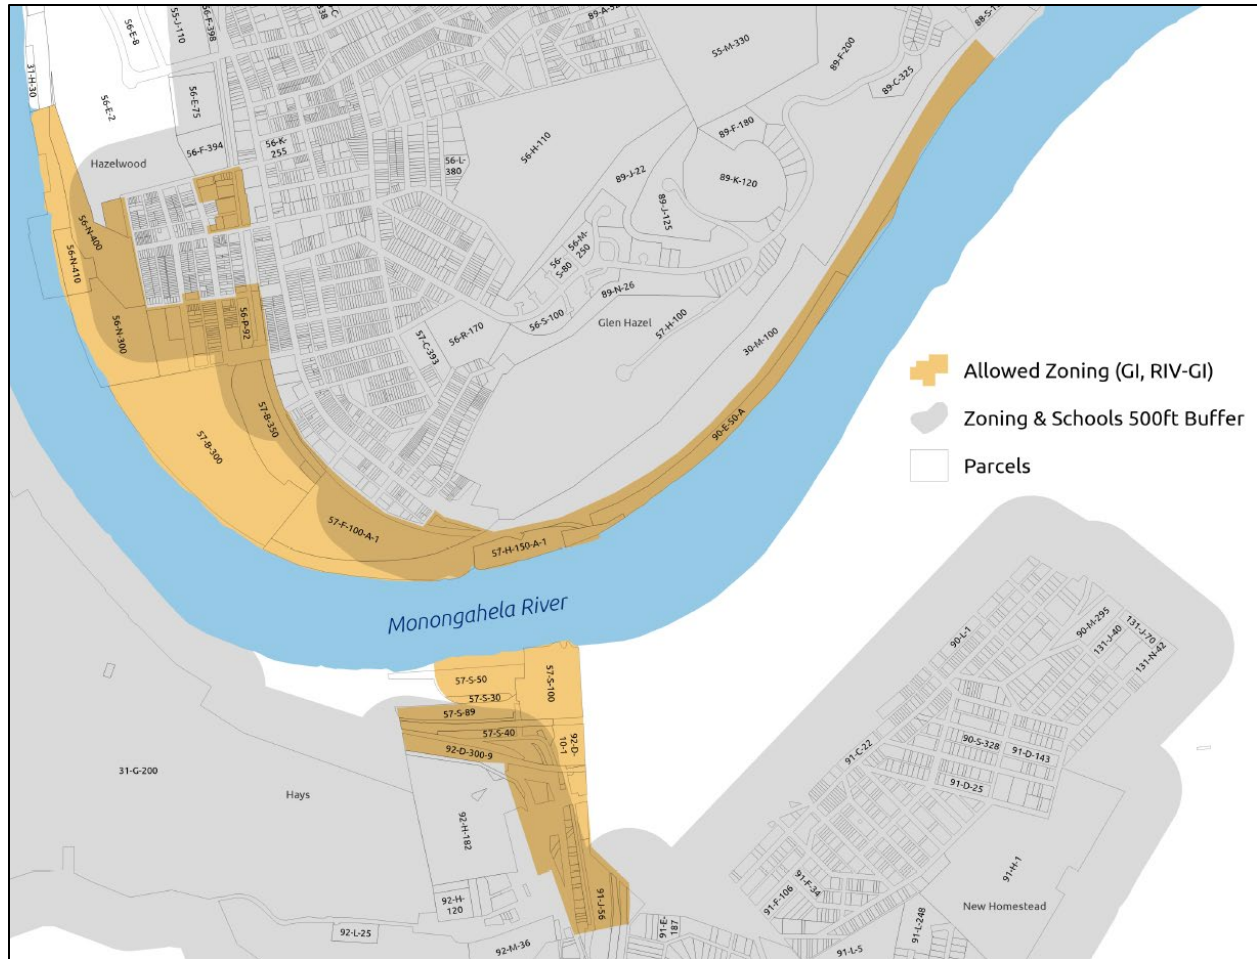 55-J-110
56-F-398
56-E-8
31-H-30
56-E-2
56-E-75
56-F-394
Hazelwood
56-K-
255
56-L-
380
56-H-110
55-M-330
89-F-200
89-C-325
89-F-180
89-K-120
89-J-22
89-J-125
56-M-
250
56-
S-80
89-N-26
56-S-100
Glen Hazel
57-H-100
30-M-100
56-R-170
57-C-393
56-N-400
56-N-410
56-N-300
56-P-92
57-B-350
57-B-300
57-F-100-A-1
57-H-150-A-1
90-E-50-A
Allowed Zoning (GI, RIV-GI)
Zoning & Schools 500ft Buffer
Parcels
Monongahela River
57-S-50
57-S-30
57-S-100
57-S-89
57-S-40
92-D-
10-1
92-D-300-9
31-G-200
Hays
92-H-182
92-H-
120
92-L-25
92-M-36
91-J-56
91-E-
187
90-L-1
90-M-295
131-J-70
131-J-40
131-N-42
91-C-22
90-S-328
91-D-143
91-D-25
91-H-1
91-F-34
91-F-106
New Homestead
91-L-248
91-L-5